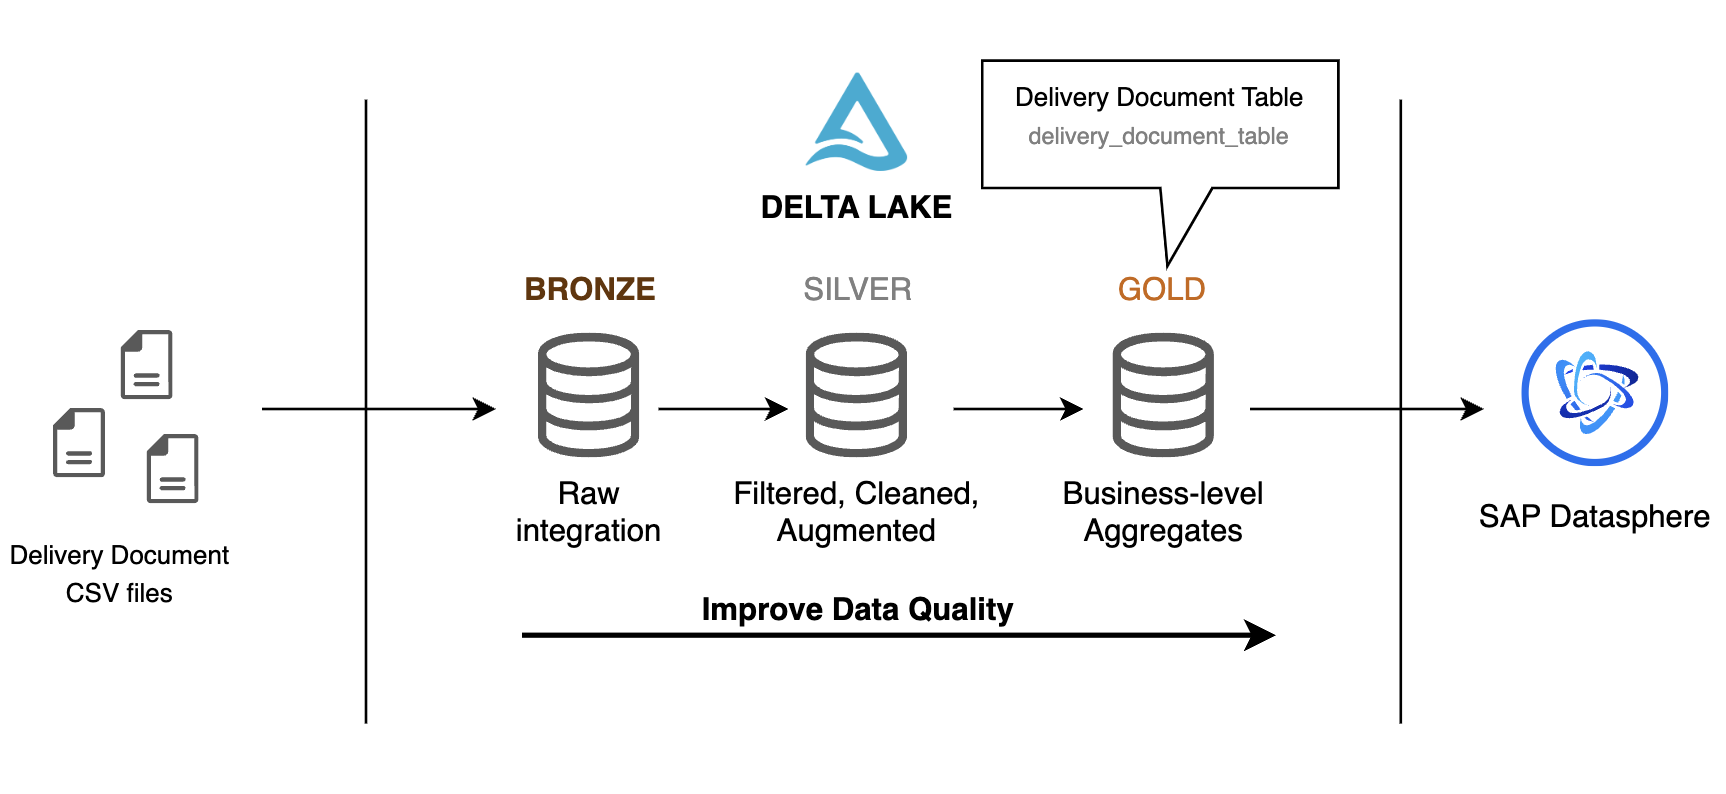 Delivery Document Table
delivery_document_table
DELTA LAKE
BRONZE
SILVER
GOLD
Raw
integration
Filtered, Cleaned,
Augmented
Business-level
Aggregates
SAP Datasphere
Delivery Document
CSV files
Improve Data Quality